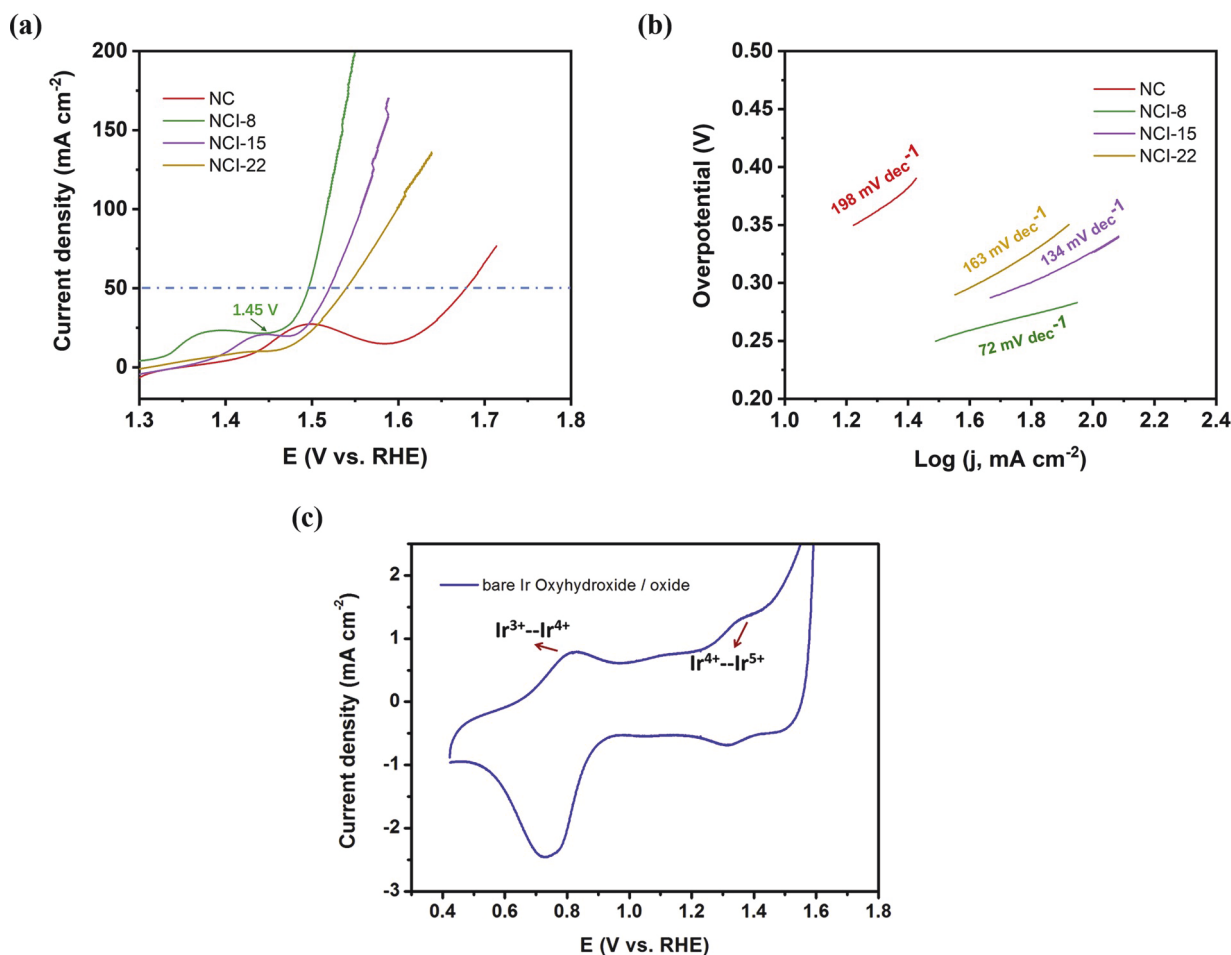 (a)
200
150
100
50
0
1.3 1.4 1.5 1.6 1.7 1.8
Current density (mA cm⁻²)
E (V vs. RHE)
NC
NCI-8
NCI-15
NCI-22
1.45 V
(b)
0.50
0.45
0.40
0.35
0.30
0.25
0.20
1.0 1.2 1.4 1.6 1.8 2.0 2.2 2.4
Overpotential (V)
Log (j, mA cm⁻²)
NC
NCI-8
NCI-15
NCI-22
198 mV dec⁻¹
163 mV dec⁻¹
134 mV dec⁻¹
72 mV dec⁻¹
(c)
2
1
0
-1
-2
-3
0.4 0.6 0.8 1.0 1.2 1.4 1.6 1.8
Current density (mA cm⁻²)
E (V vs. RHE)
bare Ir Oxyhydroxide / oxide
Ir³⁺--Ir⁴⁺
Ir⁴⁺--Ir⁵⁺